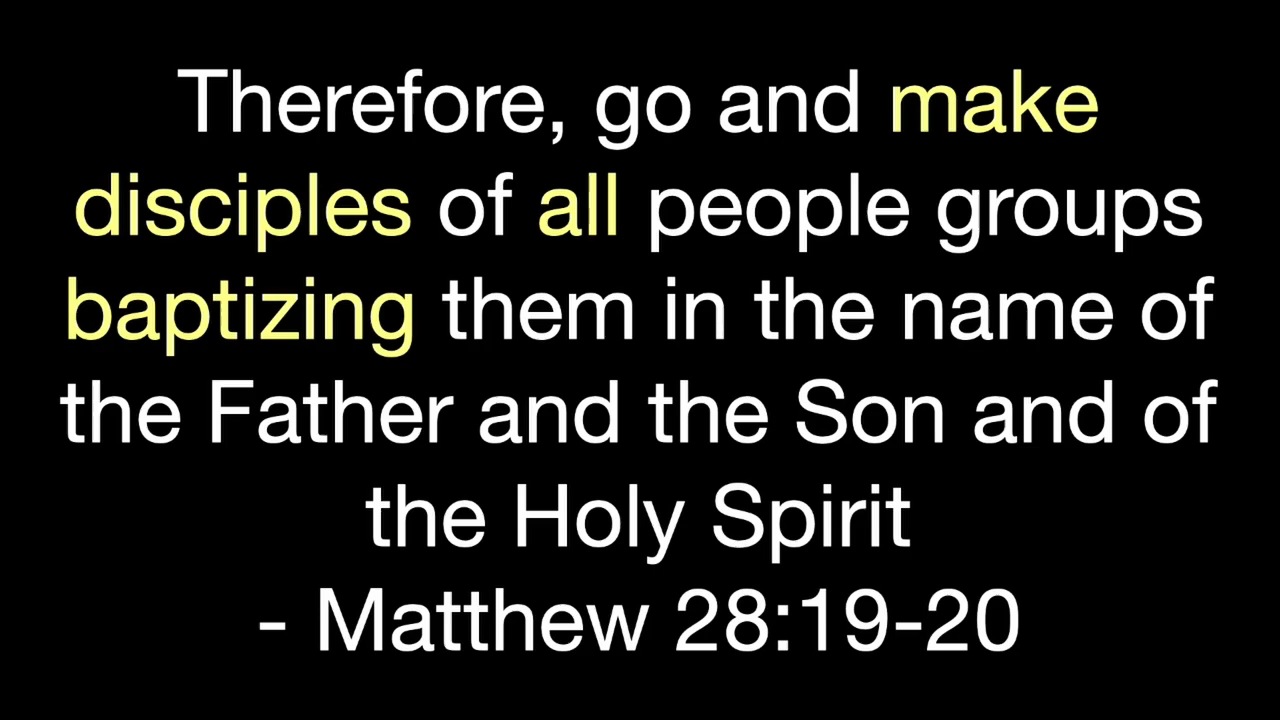 Therefore, go and make
disciples of all people groups
baptizing them in the name of
the Father and the Son and of
the Holy Spirit
- Matthew 28:19-20